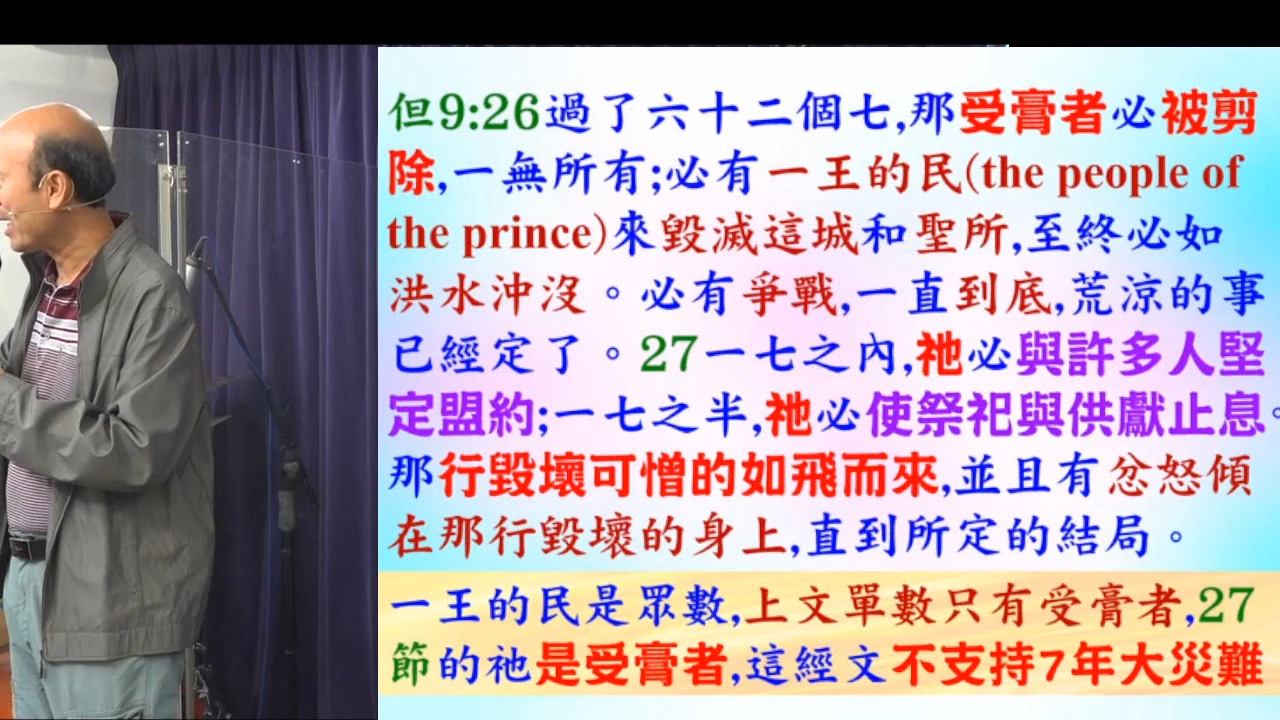 但9:26過了六十二個七,那受膏者必被剪
除,一無所有;必有一王的民(the people of
the prince)來毀滅這城和聖所,至終必如
洪水沖沒。必有爭戰,一直到底,荒涼的事
已經定了。27一七之內,祂必與許多人堅
定盟約;一七之半,祂必使祭祀與供獻止息。
那行毀壞可憎的如飛而來,並且有忿怒傾
在那行毀壞的身上,直到所定的結局。
一王的民是眾數,上文單數只有受膏者,27
節的祂是受膏者,這經文不支持7年大災難